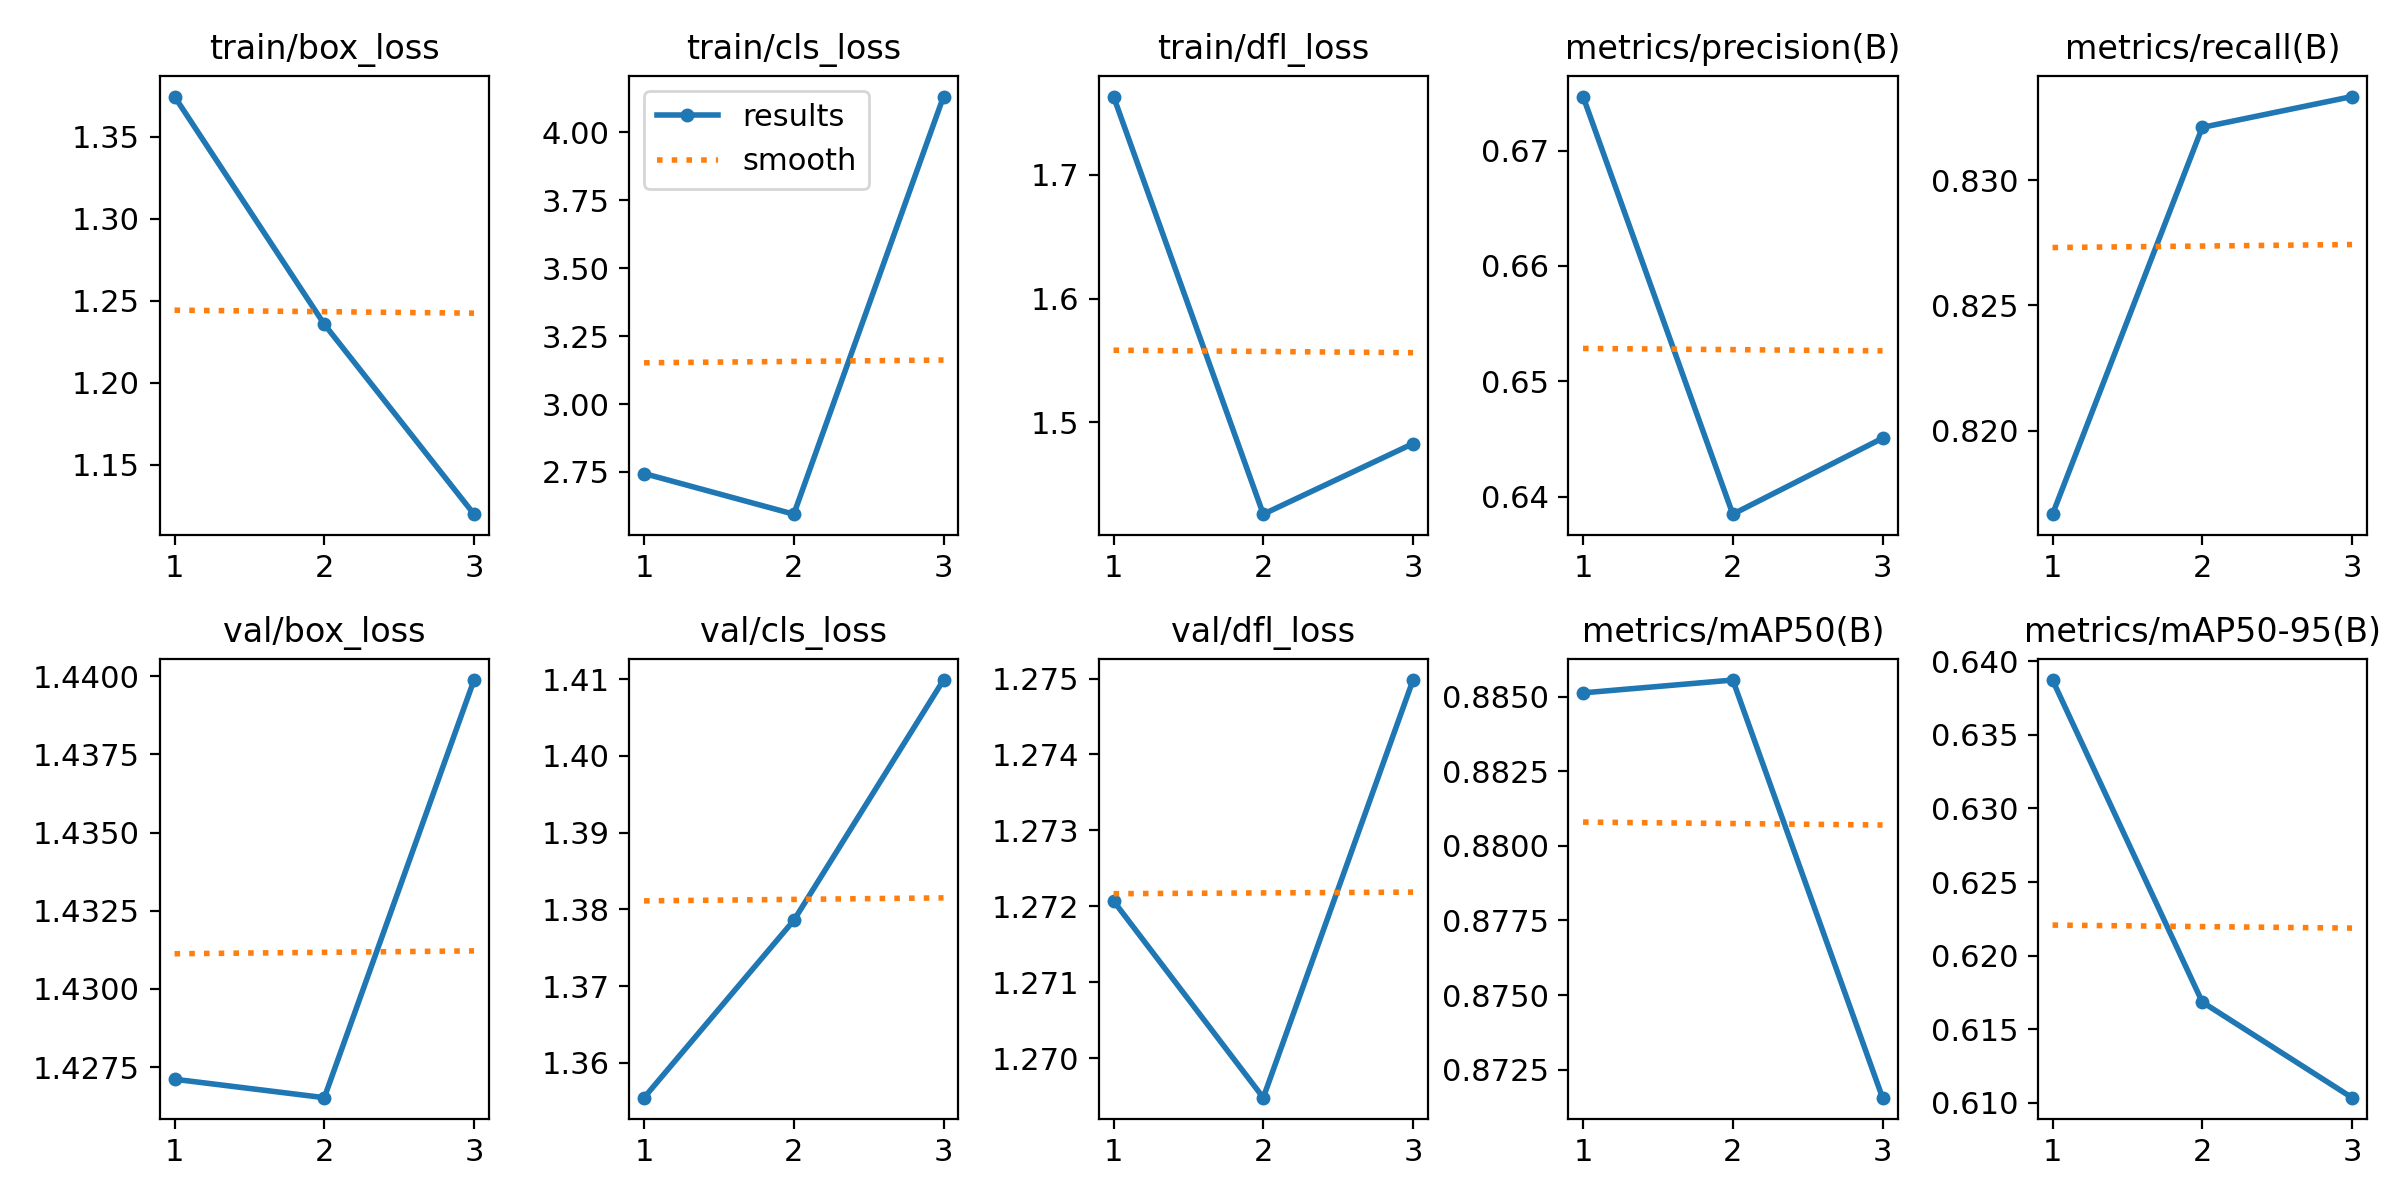 train/box_loss
1.35
1.30
1.25
1.20
1.15
1 2 3
train/cls_loss
results
smooth
4.00
3.75
3.50
3.25
3.00
2.75
1 2 3
train/dfl_loss
1.7
1.6
1.5
1 2 3
metrics/precision(B)
0.67
0.66
0.65
0.64
1 2 3
metrics/recall(B)
0.830
0.825
0.820
1 2 3
val/box_loss
1.4400
1.4375
1.4350
1.4325
1.4300
1.4275
1 2 3
val/cls_loss
1.41
1.40
1.39
1.38
1.37
1.36
1 2 3
val/dfl_loss
1.275
1.274
1.273
1.272
1.271
1.270
1 2 3
metrics/mAP50(B)
0.8850
0.8825
0.8800
0.8775
0.8750
0.8725
1 2 3
metrics/mAP50-95(B)
0.640
0.635
0.630
0.625
0.620
0.615
0.610
1 2 3